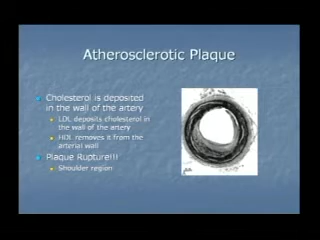 Atherosclerotic Plaque
Cholesterol is deposited
in the wall of the artery
LDL deposits cholesterol in
the wall of the artery
HDL removes it from the
arterial wall
Plaque Rupture!!!
Shoulder region